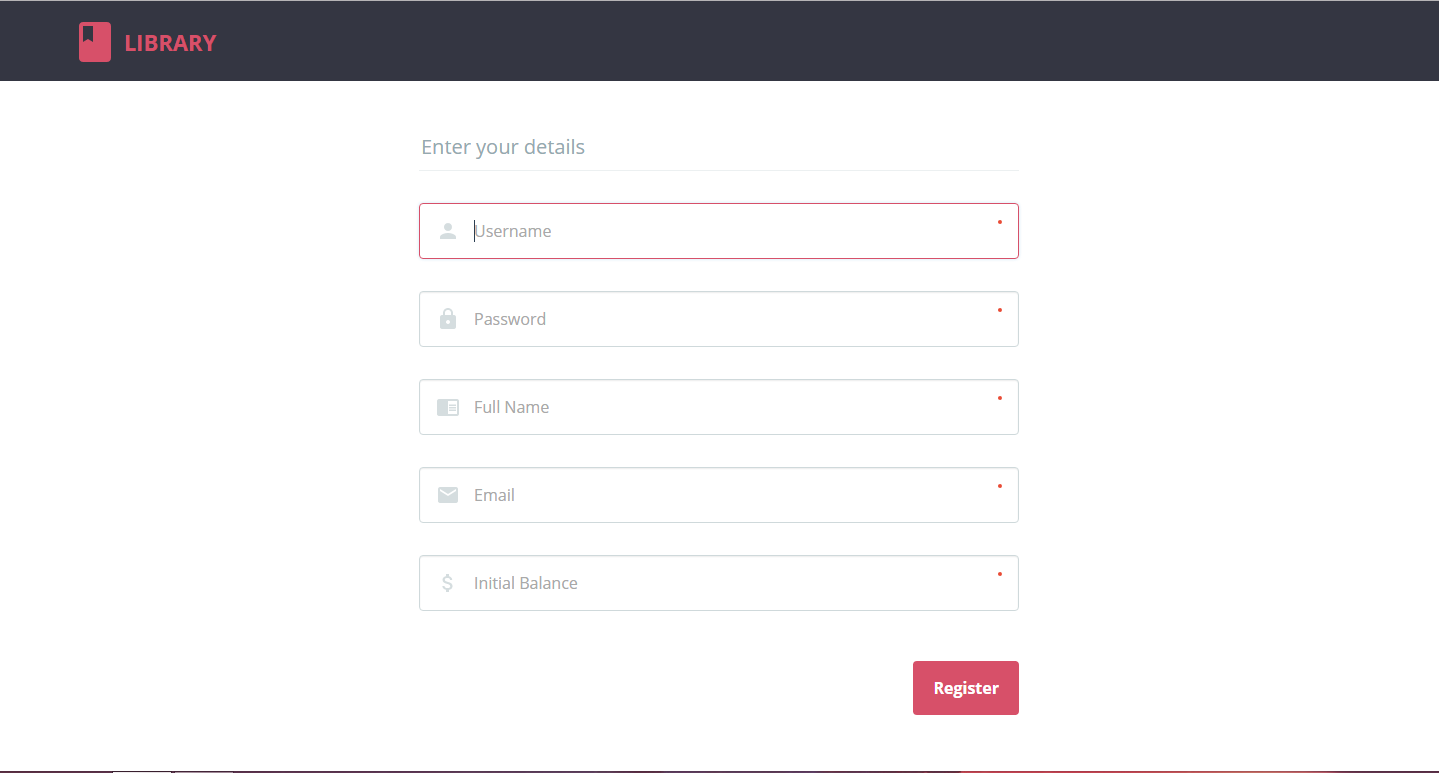 LIBRARY
Enter your details
Username
Password
Full Name
Email
$ Initial Balance
Register